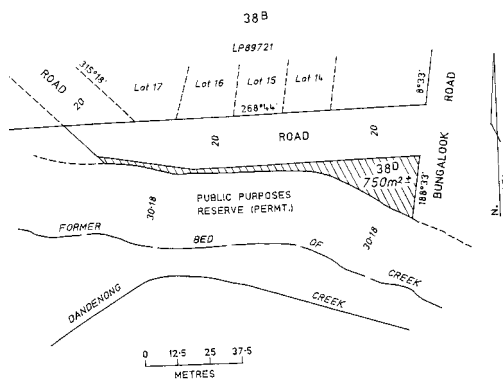 38B
LP89721
ROAD
315°18'
20
Lot 17
Lot 16
Lot 15
Lot 14
268°44'
8°33'
ROAD
20
ROAD
20
BUNGALOOK
38D
750m²±
188°33'
PUBLIC PURPOSES
RESERVE (PERMT.)
30·18
30·18
FORMER
BED
OF
CREEK
DANDENONG
CREEK
0 12·5 25 37·5
METRES
N.